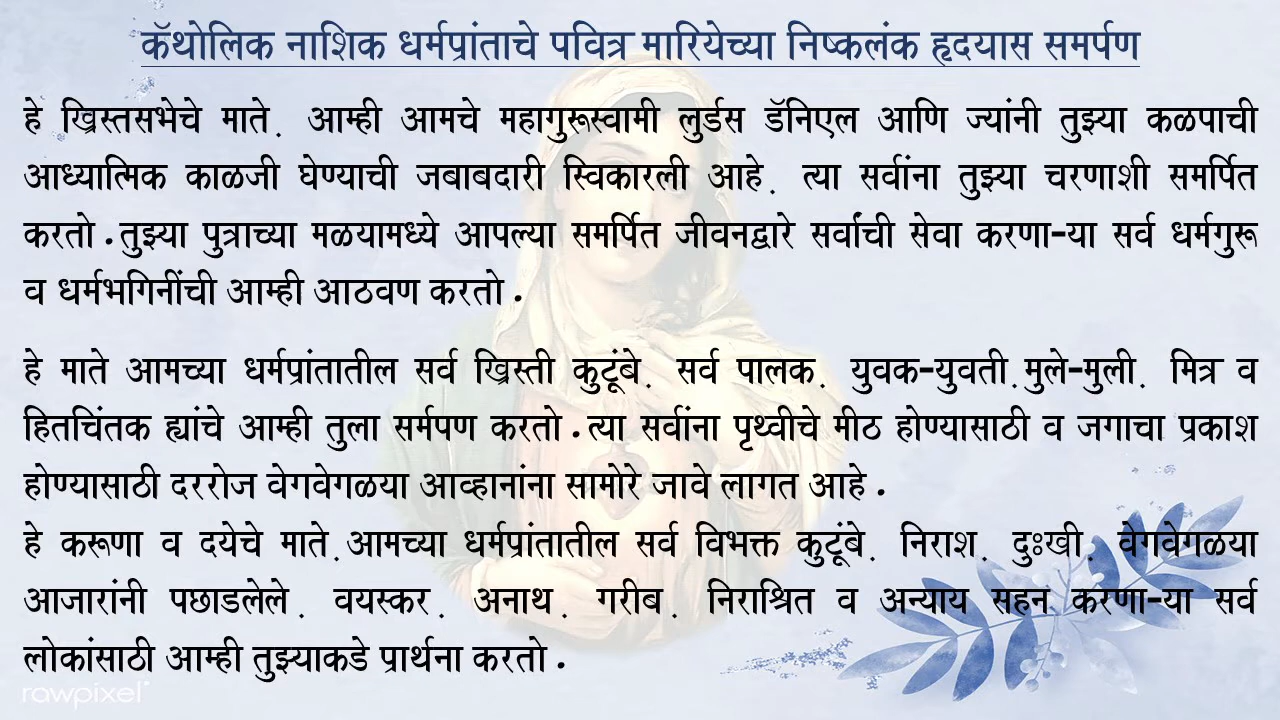 कॅथोलिक नाशिक धर्मप्रांताचे पवित्र मारियेच्या निष्कलंक हृदयास समर्पण
हे ख्रिस्तसभेचे माते. आम्ही आमचे महागुरूस्वामी लुर्डस डॅनिएल आणि ज्यांनी तुझ्या कळपाची
आध्यात्मिक काळजी घेण्याची जबाबदारी स्विकारली आहे. त्या सर्वांना तुझ्या चरणाशी समर्पित
करतो.तुझ्या पुत्राच्या मळयामध्ये आपल्या समर्पित जीवनद्वारे सर्वांची सेवा करणा-या सर्व धर्मगुरू
व धर्मभगिनींची आम्ही आठवण करतो.
हे माते आमच्या धर्मप्रांतातील सर्व ख्रिस्ती कुटूंबे. सर्व पालक. युवक-युवती.मुले-मुली. मित्र व
हितचिंतक ह्यांचे आम्ही तुला सर्मपण करतो.त्या सर्वांना पृथ्वीचे मीठ होण्यासाठी व जगाचा प्रकाश
होण्यासाठी दररोज वेगवेगळया आव्हानांना सामोरे जावे लागत आहे.
हे करूणा व दयेचे माते.आमच्या धर्मप्रांतातील सर्व विभक्त कुटूंबे. निराश. दुःखी. वेगवेगळया
आजारांनी पछाडलेले. वयस्कर. अनाथ. गरीब. निराश्रित व अन्याय सहन करणा-या सर्व
लोकांसाठी आम्ही तुझ्याकडे प्रार्थना करतो.
rawpixel